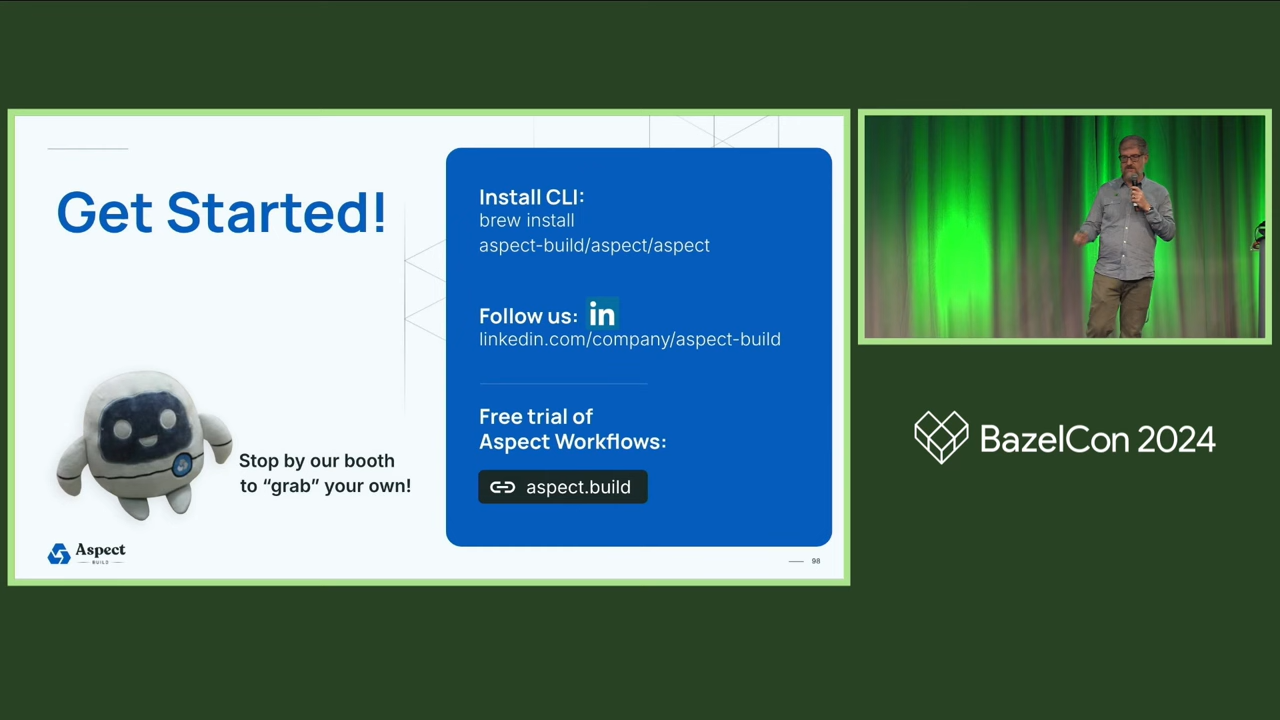 Get Started!
Stop by our booth
to “grab” your own!
Aspect
BUILD
Install CLI:
brew install
aspect-build/aspect/aspect
Follow us: in
linkedin.com/company/aspect-build
Free trial of
Aspect Workflows:
aspect.build
98
BazelCon 2024